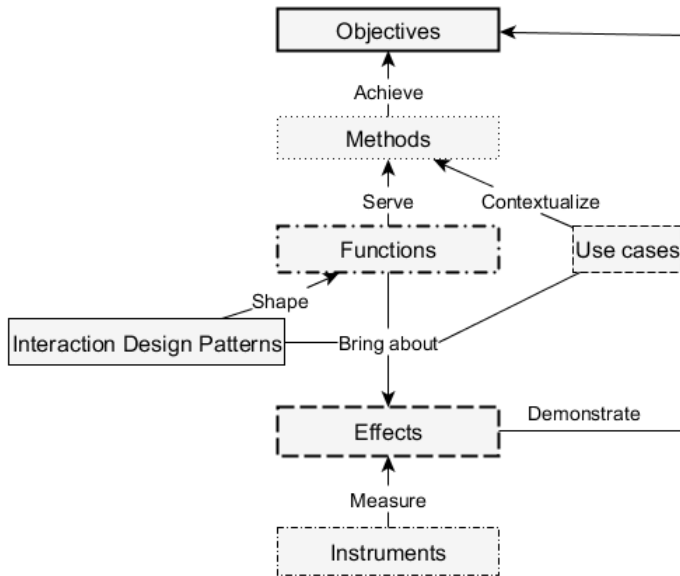 Objectives
Achieve
Methods
Serve
Contextualize
Functions
Use cases
Shape
Interaction Design Patterns
Bring about
Effects
Demonstrate
Measure
Instruments